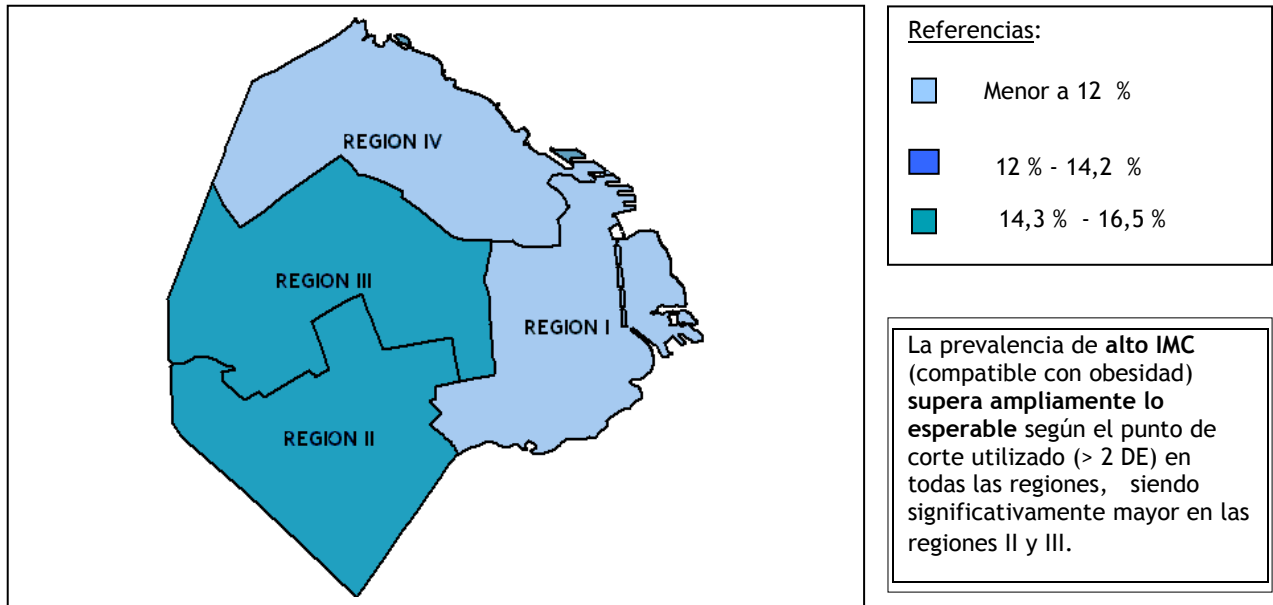 REGION IV
REGION III
REGION I
REGION II
Referencias:
Menor a 12 %
12 % - 14,2 %
14,3 % - 16,5 %
La prevalencia de alto IMC
(compatible con obesidad)
supera ampliamente lo
esperable según el punto de
corte utilizado (> 2 DE) en
todas las regiones, siendo
significativamente mayor en las
regiones II y III.